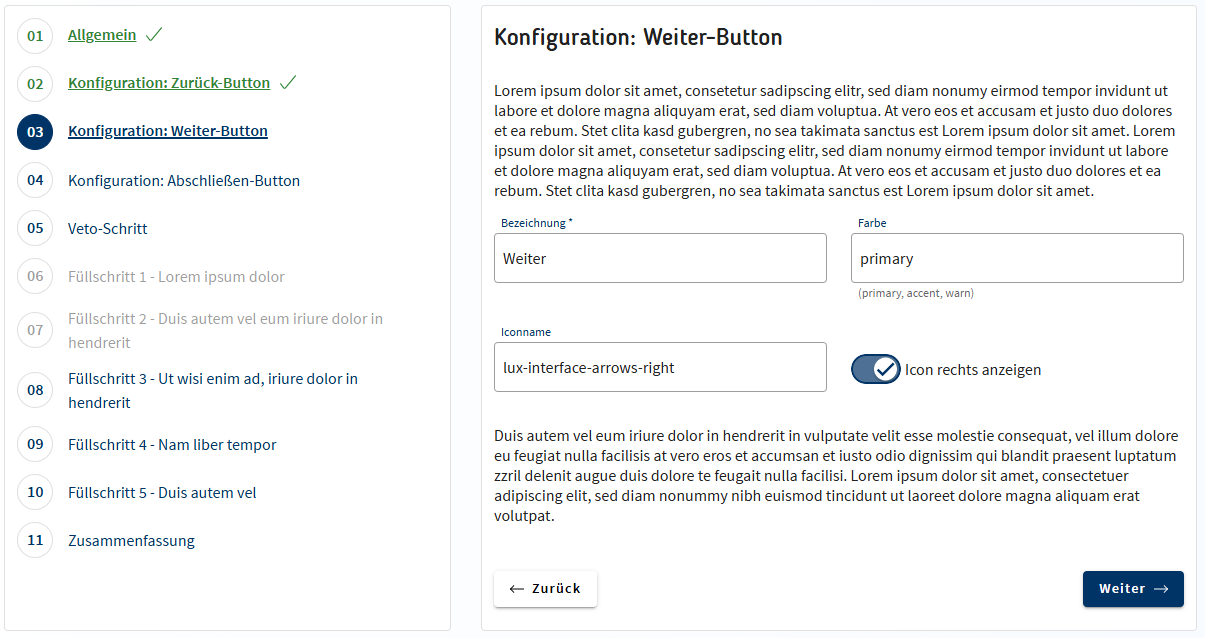 01 Allgemein
02 Konfiguration: Zurück-Button
03 Konfiguration: Weiter-Button
04 Konfiguration: Abschließen-Button
05 Veto-Schritt
06 Füllschritt 1 - Lorem ipsum dolor
07 Füllschritt 2 - Duis autem vel eum iriure dolor in
hendrerit
08 Füllschritt 3 - Ut wisi enim ad, iriure dolor in
hendrerit
09 Füllschritt 4 - Nam liber tempor
10 Füllschritt 5 - Duis autem vel
11 Zusammenfassung
Konfiguration: Weiter-Button
Lorem ipsum dolor sit amet, consetetur sadipscing elitr, sed diam nonumy eirmod tempor invidunt ut
labore et dolore magna aliquyam erat, sed diam voluptua. At vero eos et accusam et justo duo dolores
et ea rebum. Stet clita kasd gubergren, no sea takimata sanctus est Lorem ipsum dolor sit amet. Lorem
ipsum dolor sit amet, consetetur sadipscing elitr, sed diam nonumy eirmod tempor invidunt ut labore
et dolore magna aliquyam erat, sed diam voluptua. At vero eos et accusam et justo duo dolores et ea
rebum. Stet clita kasd gubergren, no sea takimata sanctus est Lorem ipsum dolor sit amet.
Bezeichnung *
Weiter
Farbe
primary
(primary, accent, warn)
Iconname
lux-interface-arrows-right
Icon rechts anzeigen
Duis autem vel eum iriure dolor in hendrerit in vulputate velit esse molestie consequat, vel illum dolore
eu feugiat nulla facilisis at vero eros et accumsan et iusto odio dignissim qui blandit praesent luptatum
zzril delenit augue duis dolore te feugait nulla facilisi. Lorem ipsum dolor sit amet, consectetuer
adipiscing elit, sed diam nonummy nibh euismod tincidunt ut laoreet dolore magna aliquam erat
volutpat.
Zurück
Weiter